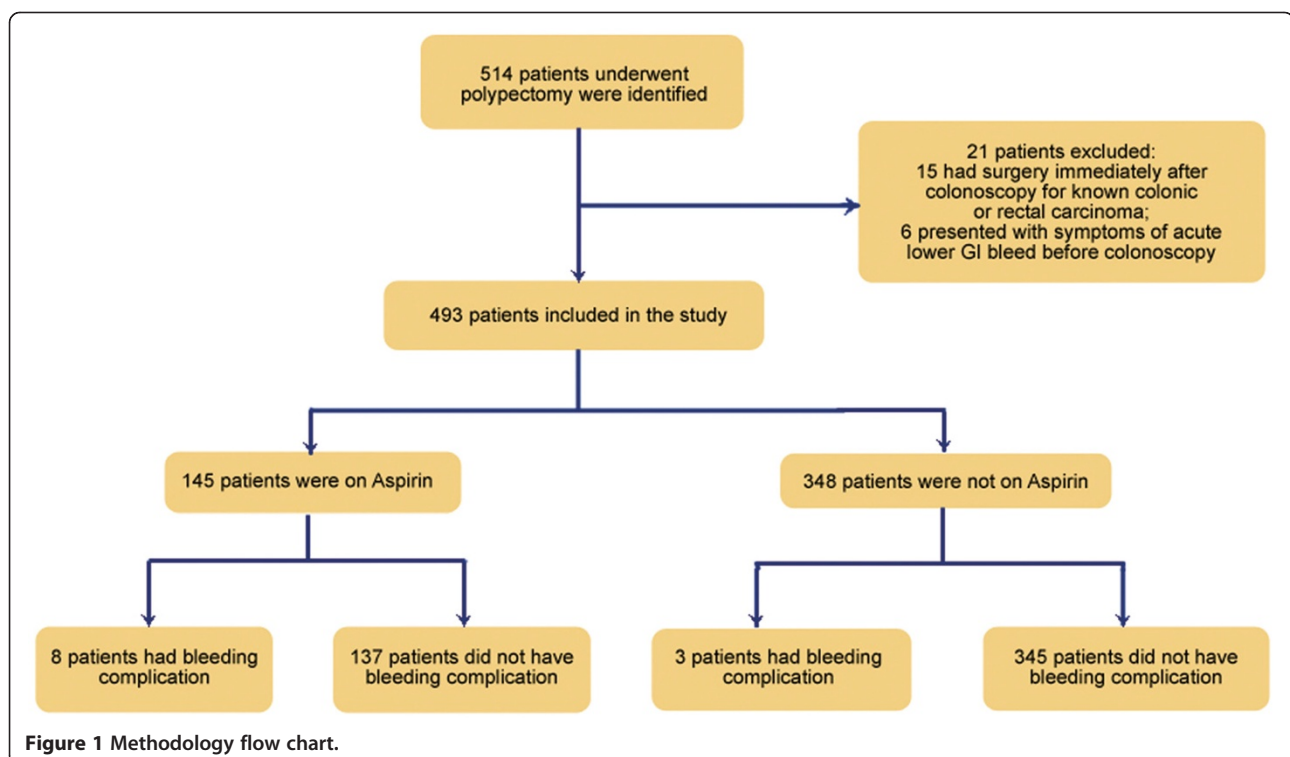 514 patients underwent
polypectomy were identified
21 patients excluded:
15 had surgery immediately after
colonoscopy for known colonic
or rectal carcinoma;
6 presented with symptoms of acute
lower GI bleed before colonoscopy
493 patients included in the study
145 patients were on Aspirin
348 patients were not on Aspirin
8 patients had bleeding
complication
137 patients did not have
bleeding complication
3 patients had bleeding
complication
345 patients did not have
bleeding complication
Figure 1 Methodology flow chart.